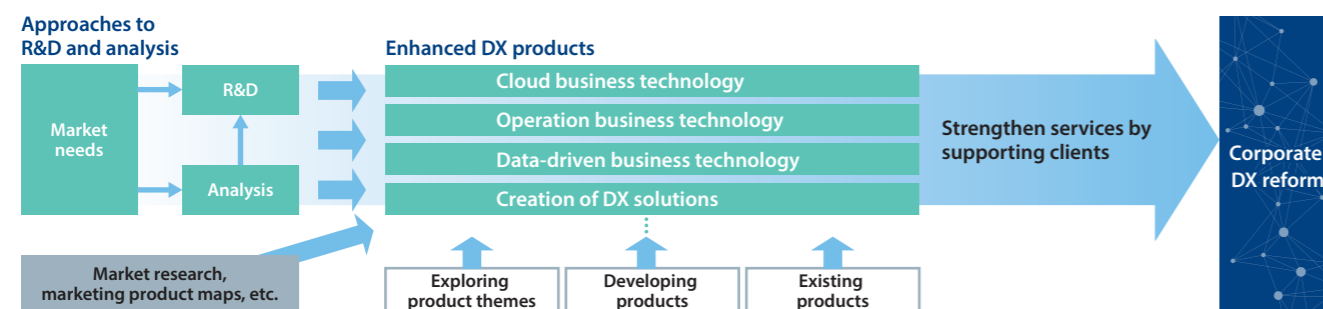 Approaches to
R&D and analysis
Market
needs
R&D
Analysis
Market research,
marketing product maps, etc.
Enhanced DX products
Cloud business technology
Operation business technology
Data-driven business technology
Creation of DX solutions
Exploring
product themes
Developing
products
Existing
products
Strengthen services by
supporting clients
Corporate
DX reform